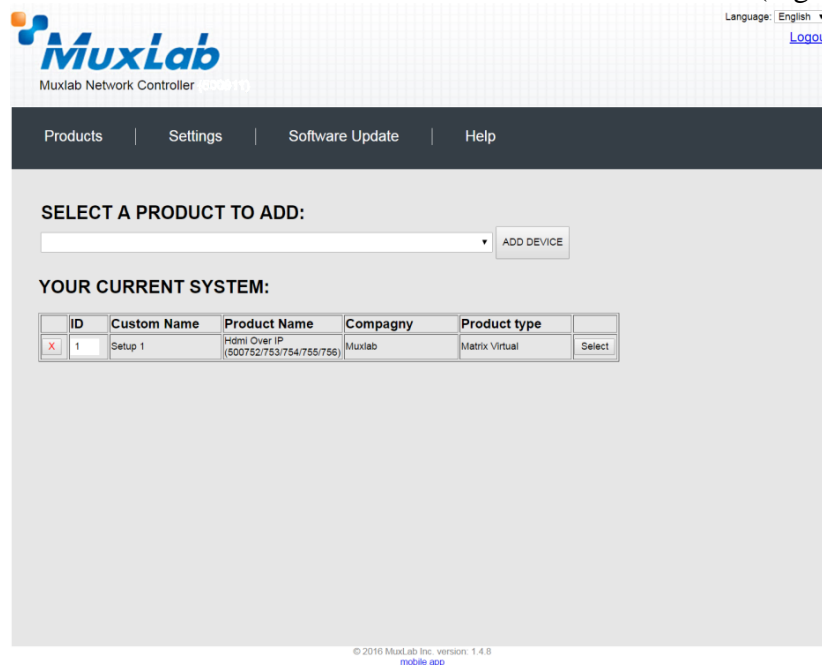 Language: English
Logou
MuxLab
Muxlab Network Controller (500811)
Products | Settings | Software Update | Help
SELECT A PRODUCT TO ADD:
ADD DEVICE
YOUR CURRENT SYSTEM:
ID Custom Name Product Name Compagny Product type
X 1 Setup 1 Hdmi Over IP (500752/753/754/755/756) Muxlab Matrix Virtual Select
© 2016 MuxLab Inc. version: 1.4.8
mobile app